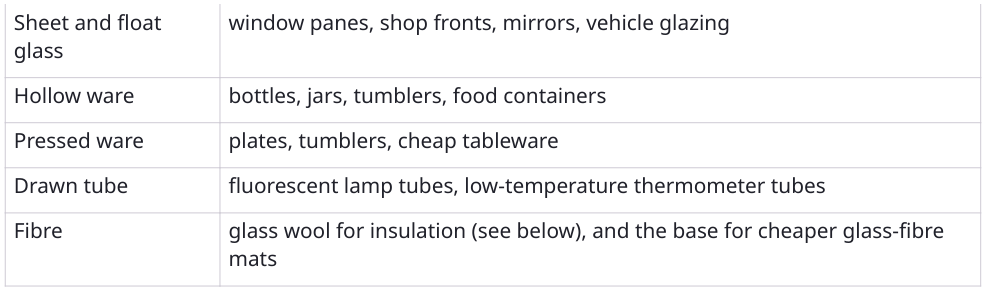 Sheet and float
glass
window panes, shop fronts, mirrors, vehicle glazing
Hollow ware
bottles, jars, tumblers, food containers
Pressed ware
plates, tumblers, cheap tableware
Drawn tube
fluorescent lamp tubes, low-temperature thermometer tubes
Fibre
glass wool for insulation (see below), and the base for cheaper glass-fibre
mats